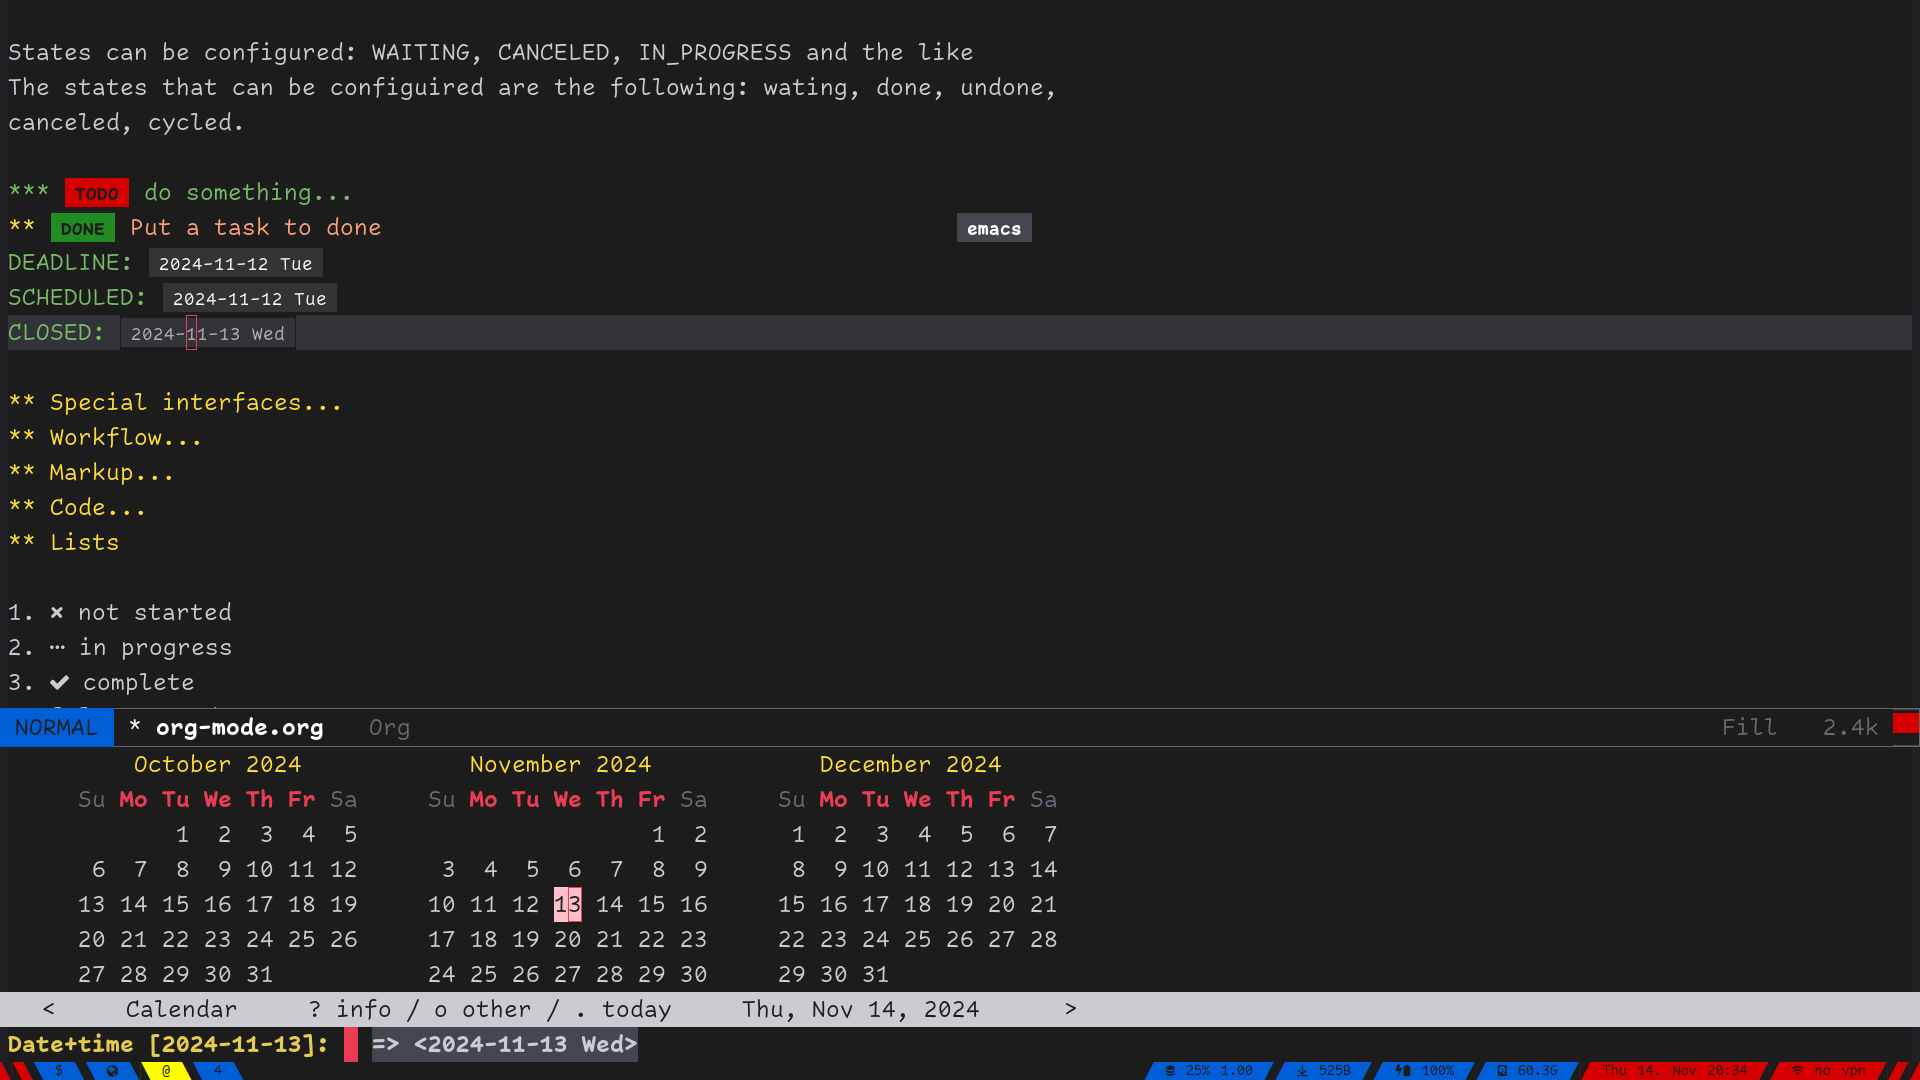 States can be configured: WAITING, CANCELED, IN_PROGRESS and the like
The states that can be configuired are the following: wating, done, undone,
canceled, cycled.
*** TODO do something...
** DONE Put a task to done emacs
DEADLINE: 2024-11-12 Tue
SCHEDULED: 2024-11-12 Tue
CLOSED: 2024-11-13 Wed
** Special interfaces...
** Workflow...
** Markup...
** Code...
** Lists
1. × not started
2. ⋯ in progress
3. ✔ complete
NORMAL * org-mode.org Org Fill 2.4k
October 2024 November 2024 December 2024
Su Mo Tu We Th Fr Sa Su Mo Tu We Th Fr Sa Su Mo Tu We Th Fr Sa
1 2 3 4 5 1 2 1 2 3 4 5 6 7
6 7 8 9 10 11 12 3 4 5 6 7 8 9 8 9 10 11 12 13 14
13 14 15 16 17 18 19 10 11 12 13 14 15 16 15 16 17 18 19 20 21
20 21 22 23 24 25 26 17 18 19 20 21 22 23 22 23 24 25 26 27 28
27 28 29 30 31 24 25 26 27 28 29 30 29 30 31
< Calendar ? info / o other / . today Thu, Nov 14, 2024 >
Date+time [2024-11-13]: => <2024-11-13 Wed>
$ @ 4 25% 1.00 525B 100% 60.3G Thu 14. Nov 20:34 no vpn